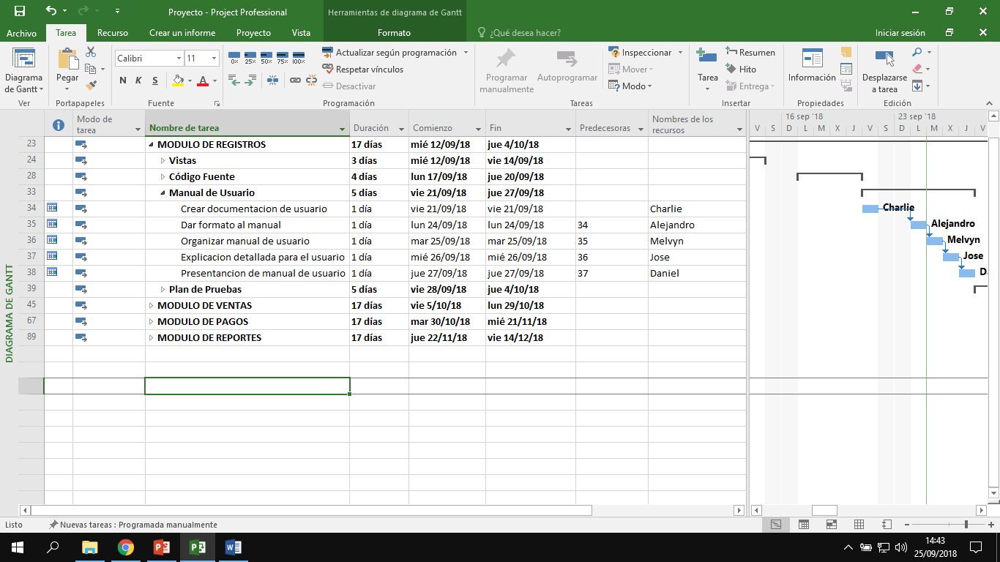 Proyecto - Project Professional
Herramientas de diagrama de Gantt
Archivo Tarea Recurso Crear un informe Proyecto Vista Formato ¿Qué desea hacer? Iniciar sesión
Diagrama de Gantt
Ver
Pegar
Portapapeles
Calibri 11
N K S A
Fuente
0% 25% 50% 75% 100%
Actualizar según programación
Respetar vínculos
Desactivar
Programación
Programar manualmente
Autoprogramar
Inspeccionar
Mover
Modo
Tareas
Tarea
Resumen
Hito
Entrega
Insertar
Información
Propiedades
Desplazarse a tarea
Edición
Modo de tarea Nombre de tarea Duración Comienzo Fin Predecesoras Nombres de los recursos
16 sep '18 23 sep '18
V S D L M X J V S D L M X J V
23 MODULO DE REGISTROS 17 días mié 12/09/18 jue 4/10/18
24 Vistas 3 días mié 12/09/18 vie 14/09/18
28 Código Fuente 4 días lun 17/09/18 jue 20/09/18
33 Manual de Usuario 5 días vie 21/09/18 jue 27/09/18
34 Crear documentacion de usuario 1 día vie 21/09/18 vie 21/09/18 Charlie Charlie
35 Dar formato al manual 1 día lun 24/09/18 lun 24/09/18 34 Alejandro Alejandro
36 Organizar manual de usuario 1 día mar 25/09/18 mar 25/09/18 35 Melvyn Melvyn
37 Explicacion detallada para el usuario 1 día mié 26/09/18 mié 26/09/18 36 Jose Jose
38 Presentancion de manual de usuario 1 día jue 27/09/18 jue 27/09/18 37 Daniel
39 Plan de Pruebas 5 días vie 28/09/18 jue 4/10/18
45 MODULO DE VENTAS 17 días vie 5/10/18 lun 29/10/18
67 MODULO DE PAGOS 17 días mar 30/10/18 mié 21/11/18
89 MODULO DE REPORTES 17 días jue 22/11/18 vie 14/12/18
DIAGRAMA DE GANTT
Listo Nuevas tareas : Programada manualmente
14:43
25/09/2018